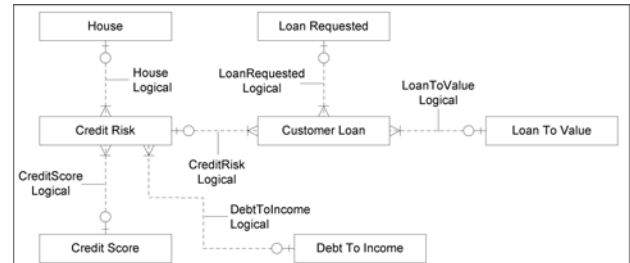 House
Loan Requested
House
Logical
LoanRequested
Logical
LoanToValue
Logical
Credit Risk
Customer Loan
Loan To Value
CreditRisk
Logical
CreditScore
Logical
DebtToIncome
Logical
Credit Score
Debt To Income